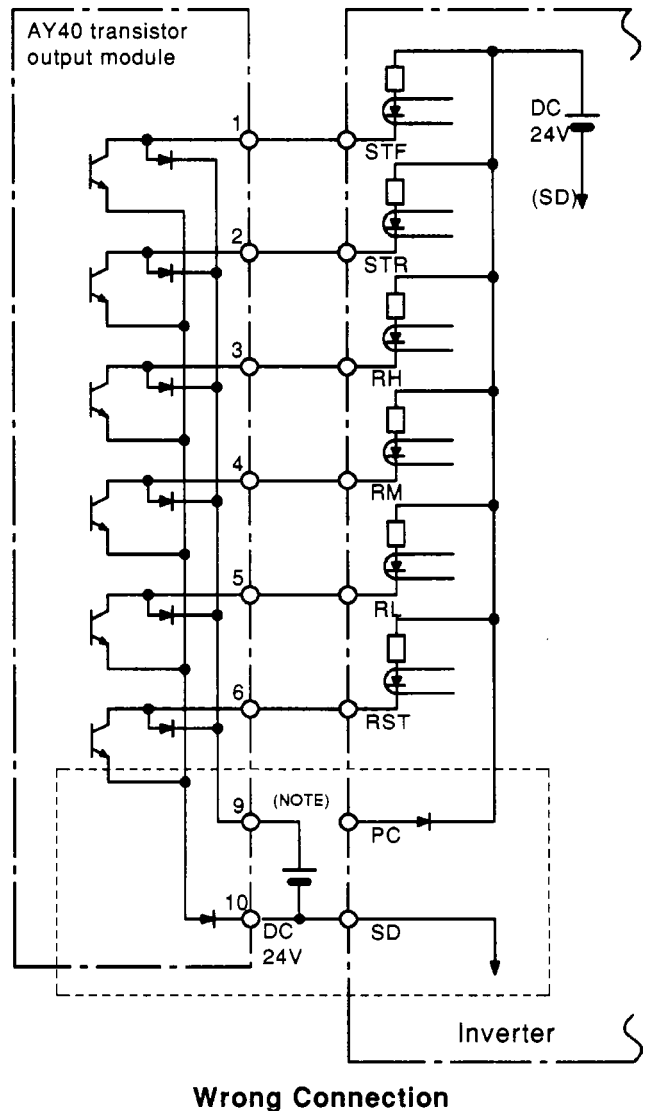 AY40 transistor
output module
DC
24V
(SD)
1
STF
2
STR
3
RH
4
RM
5
RL
6
RST
9
(NOTE)
PC
10
DC
24V
SD
Inverter
Wrong Connection